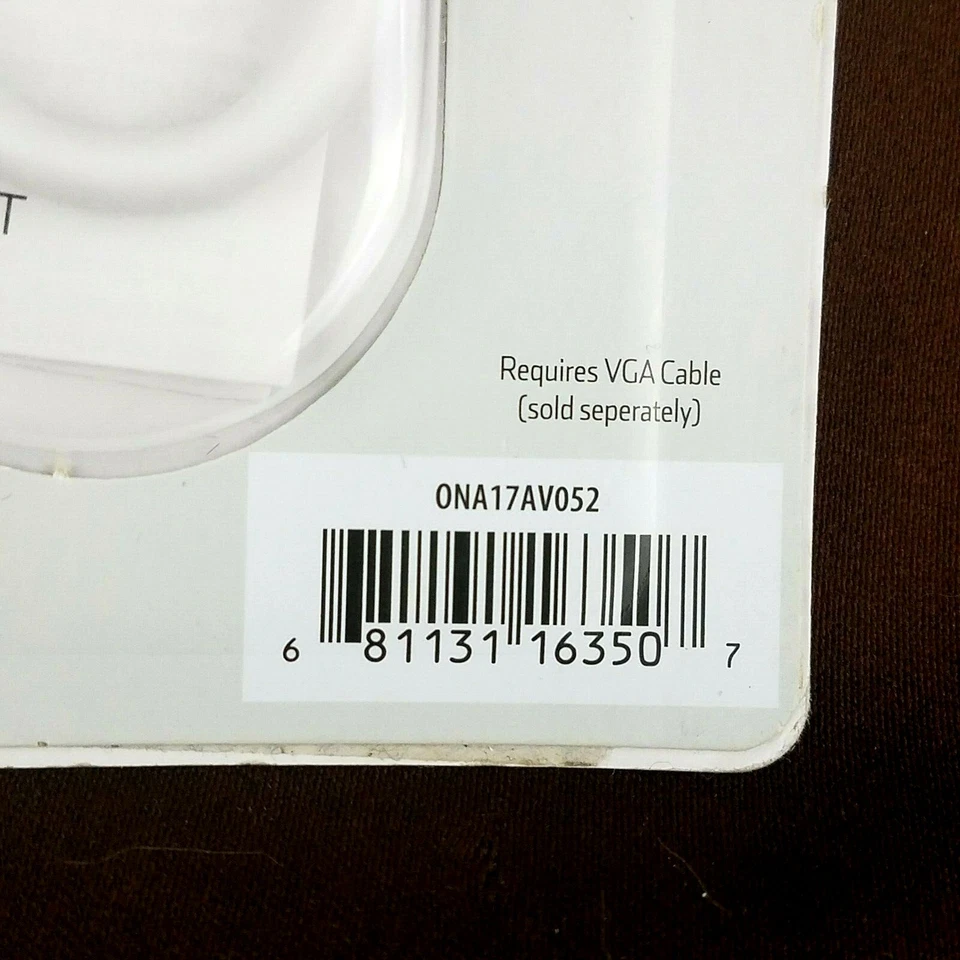 T
Requires VGA Cable
(sold seperately)
ONA17AV052
6 81131 16350 7